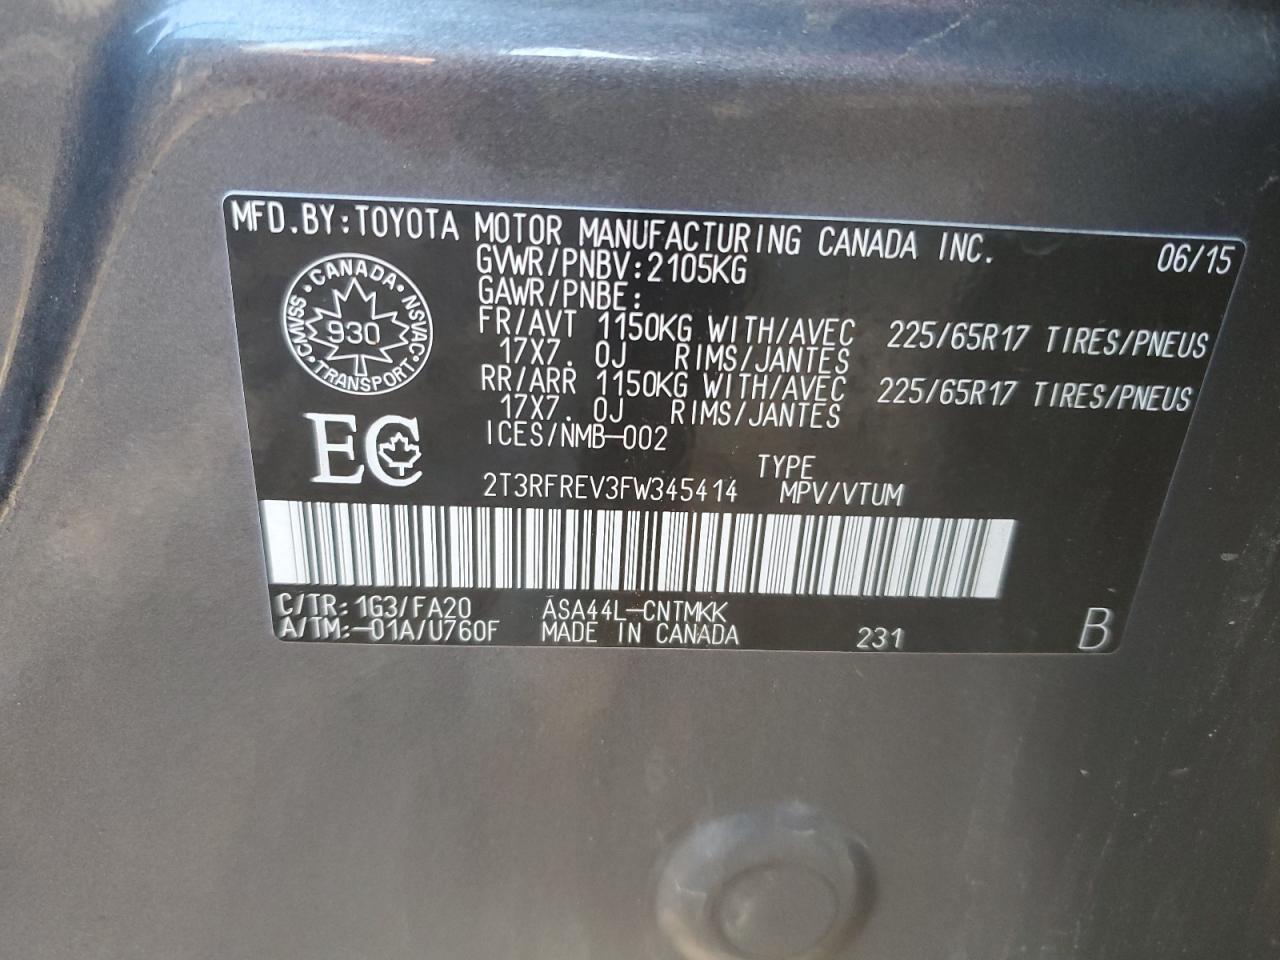 MFD.BY:TOYOTA MOTOR MANUFACTURING CANADA INC. 06/15
GVWR/PNBV:2105KG
GAWR/PNBE:
FR/AVT 1150KG WITH/AVEC 225/65R17 TIRES/PNEUS
17X7. 0J RIMS/JANTES
RR/ARR 1150KG WITH/AVEC 225/65R17 TIRES/PNEUS
17X7. 0J RIMS/JANTES
ICES/NMB-002
CANADA
CMVSS 930 NSVAC
TRANSPORT
EC
TYPE
2T3RFREV3FW345414 MPV/VTUM
C/TR:1G3/FA20 ASA44L-CNTMKK
A/TM:-01A/U760F MADE IN CANADA 231 B